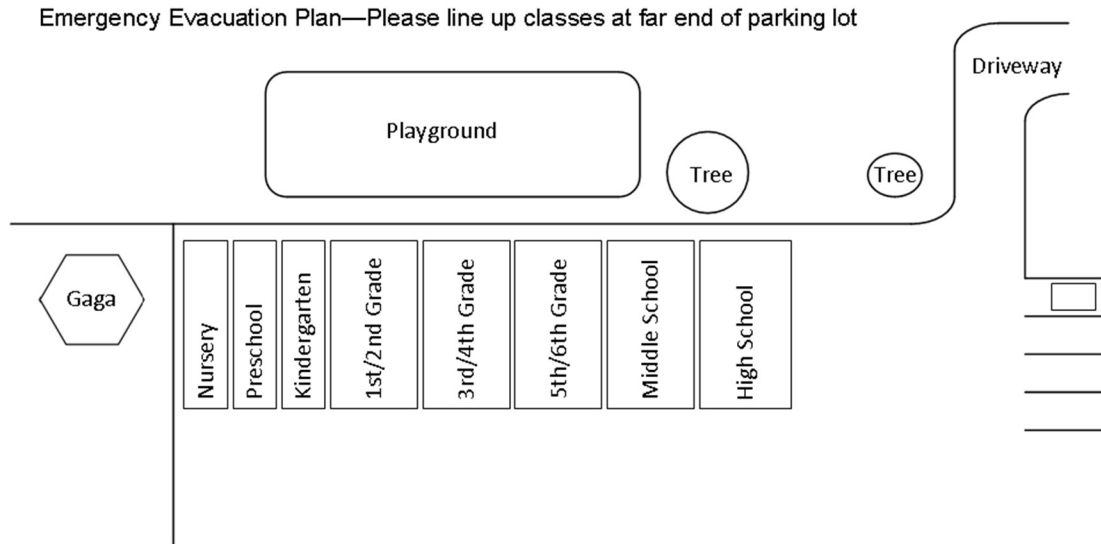 Emergency Evacuation Plan—Please line up classes at far end of parking lot
Driveway
Playground
Tree
Tree
Gaga
Nursery
Preschool
Kindergarten
1st/2nd Grade
3rd/4th Grade
5th/6th Grade
Middle School
High School